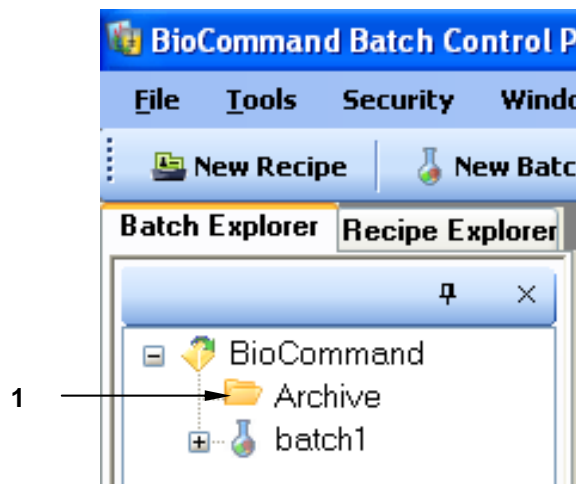 BioCommand Batch Control P
File Tools Security Windo
New Recipe New Batc
Batch Explorer Recipe Explorer
BioCommand
1 Archive
batch1